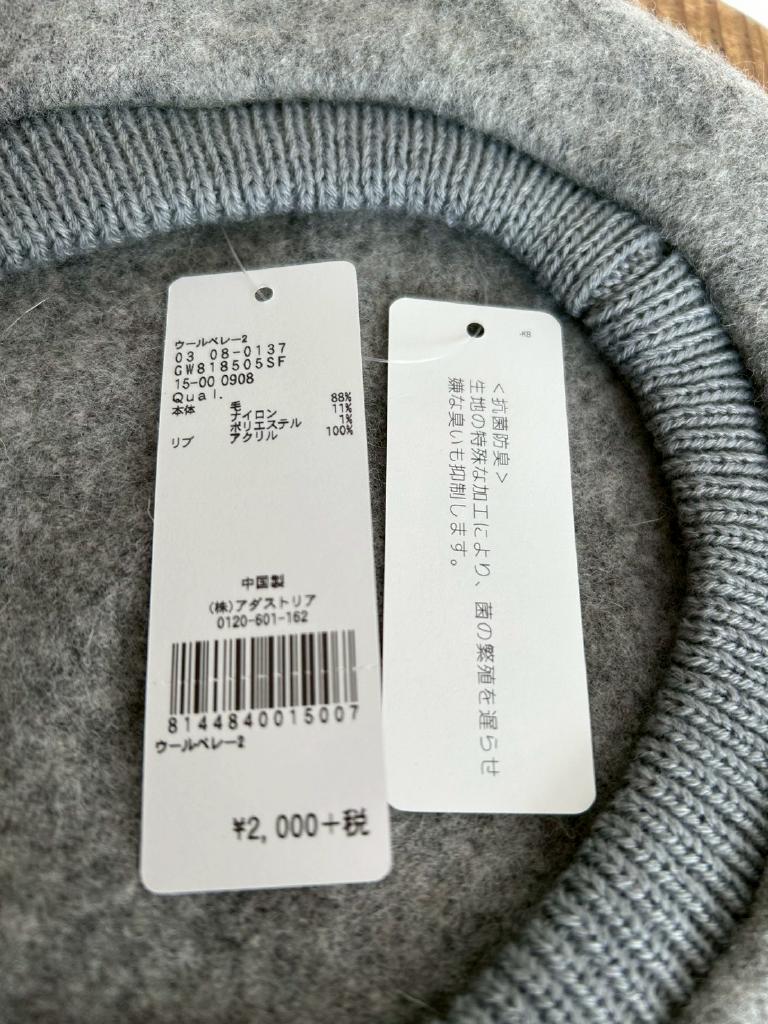 ウールベレー2
03 08-0137
GW818505SF
15-00 0908
Qual.
本体 毛 88%
ナイロン 11%
ポリエステル 1%
リブ アクリル 100%
中国製
(株)アダストリア
0120-601-162
8144840015007
ウールベレー2
¥2,000+税
-KB
<抗菌防臭>
生地の特殊な加工により、菌の繁殖を遅らせ
嫌な臭いも抑制します。